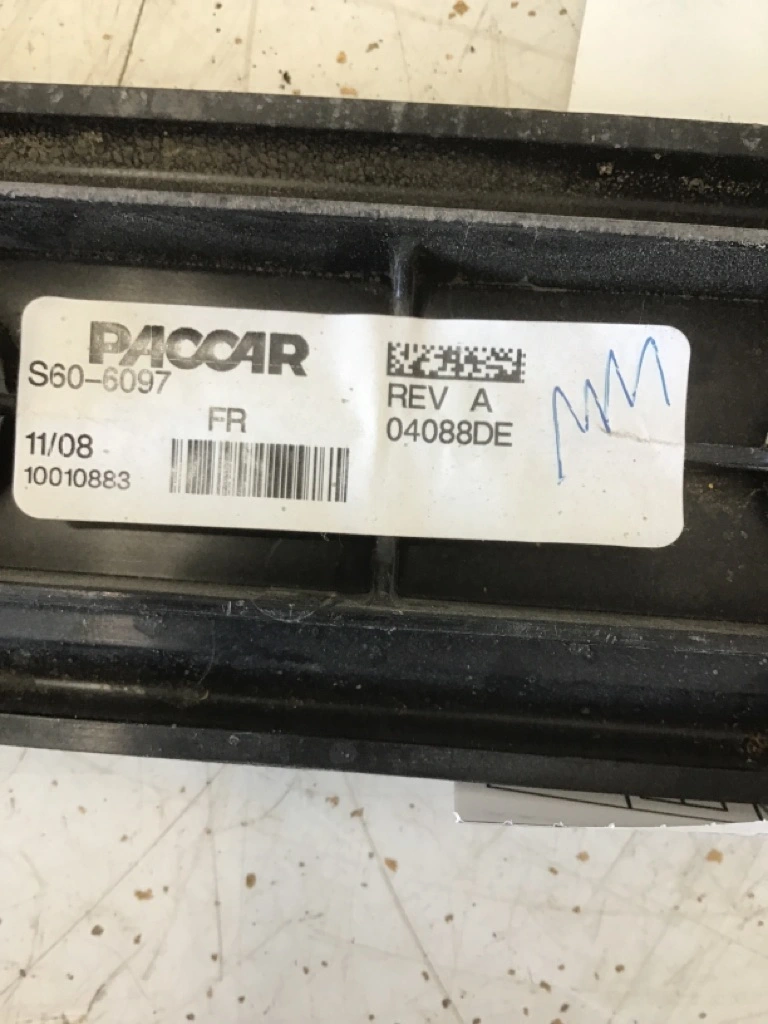 PACCAR
S60-6097
FR
11/08
10010883
REV A
04088DE